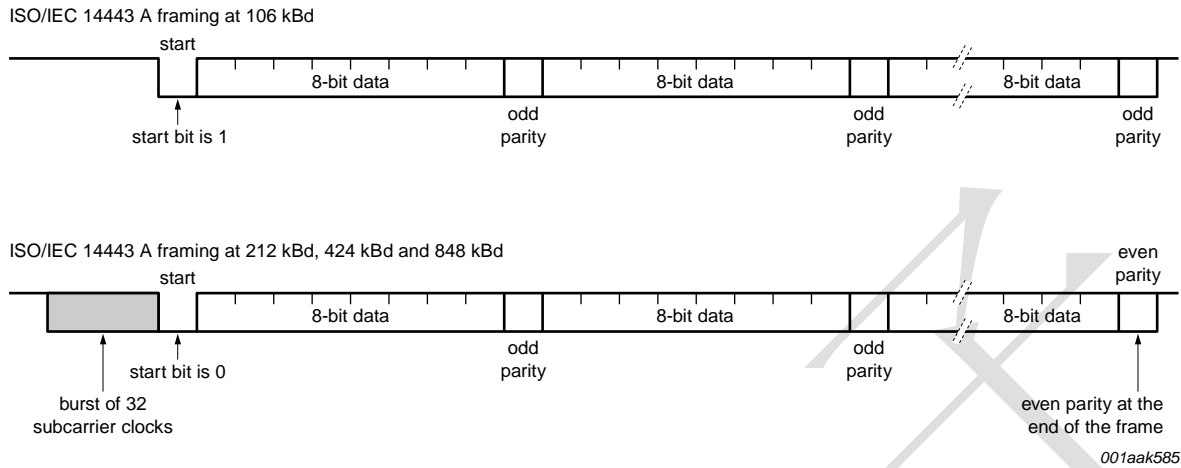 ISO/IEC 14443 A framing at 106 kBd
start
8-bit data 8-bit data 8-bit data
start bit is 1
odd parity
odd parity
odd parity
ISO/IEC 14443 A framing at 212 kBd, 424 kBd and 848 kBd
start
even parity
8-bit data 8-bit data 8-bit data
start bit is 0
odd parity
odd parity
burst of 32
subcarrier clocks
even parity at the
end of the frame
001aak585